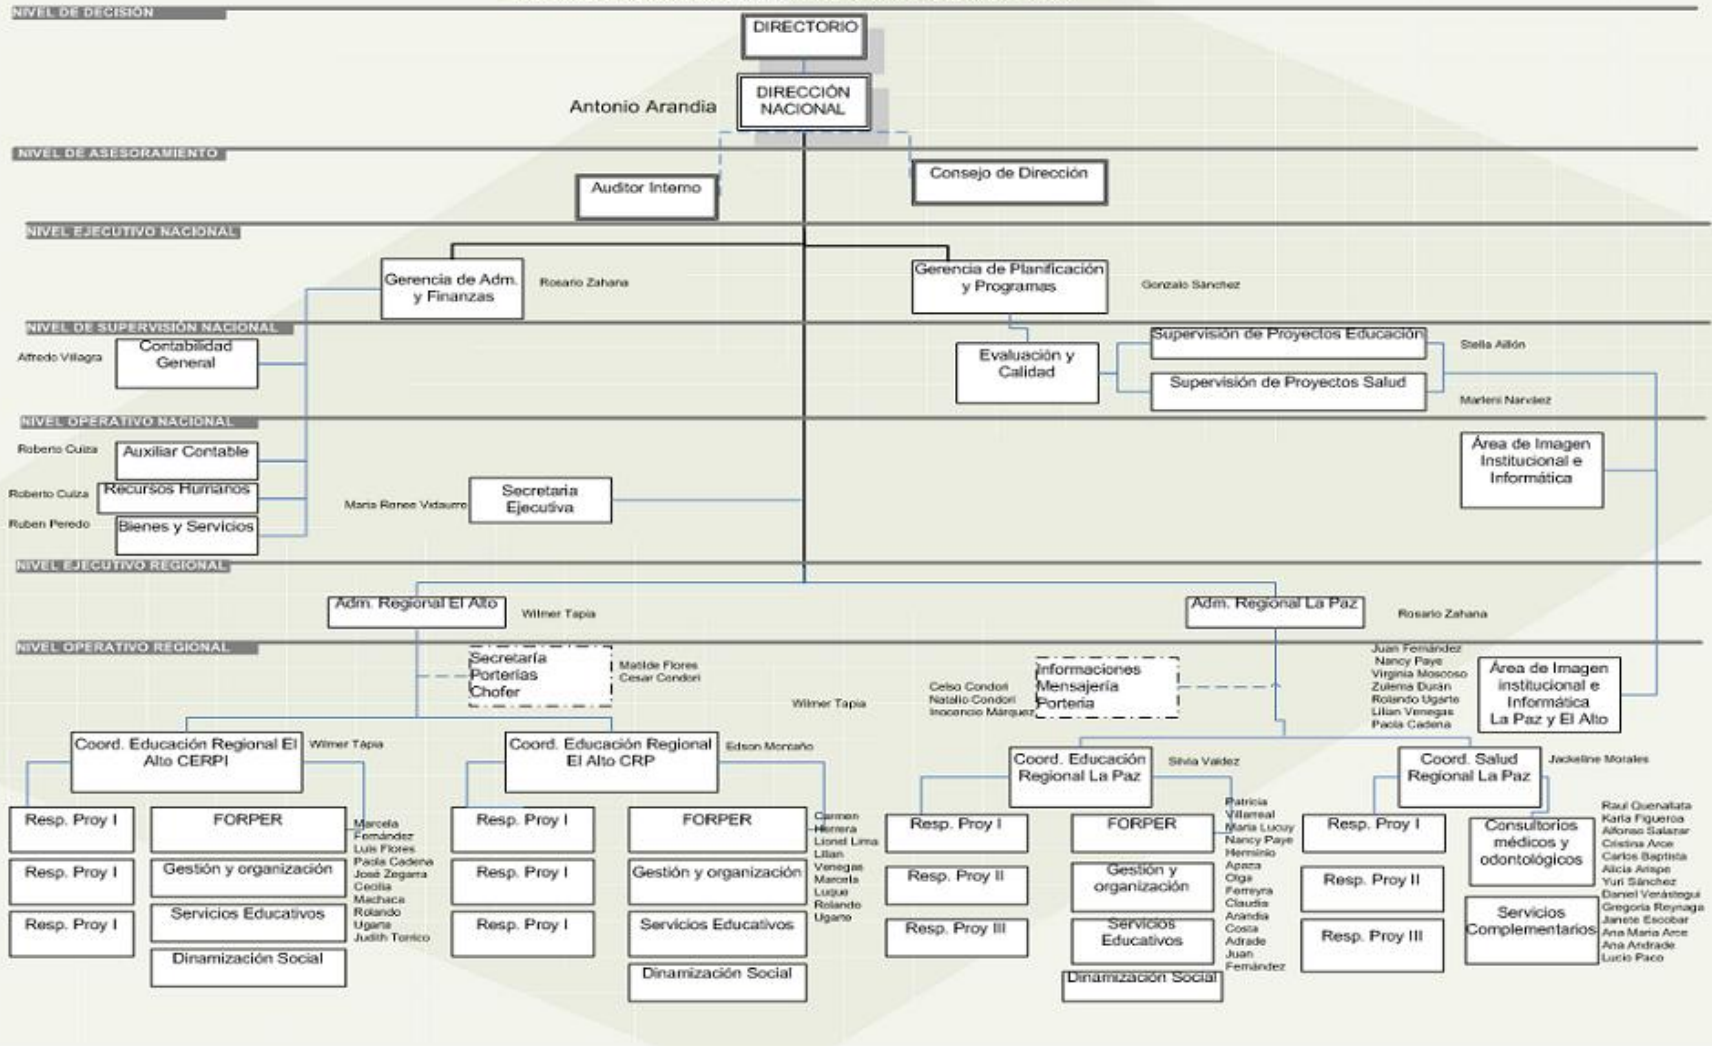 NIVEL DE DECISIÓN
DIRECTORIO
DIRECCIÓN
NACIONAL
Antonio Arandia
NIVEL DE ASESORAMIENTO
Auditor Interno
Consejo de Dirección
NIVEL EJECUTIVO NACIONAL
Gerencia de Adm.
y Finanzas
Rosario Zahana
Gerencia de Planificación
y Programas
Gonzalo Sánchez
NIVEL DE SUPERVISIÓN NACIONAL
Alfredo Villagra
Contabilidad
General
Evaluación y
Calidad
Supervisión de Proyectos Educación
Stella Aillón
Supervisión de Proyectos Salud
Marleni Narváez
NIVEL OPERATIVO NACIONAL
Roberto Cuiza
Auxiliar Contable
Roberto Cuiza
Recursos Humanos
Ruben Peredo
Bienes y Servicios
Maria Renee Vidaurre
Secretaria
Ejecutiva
Área de Imagen
Institucional e
Informática
NIVEL EJECUTIVO REGIONAL
Adm. Regional El Alto
Wilmer Tapia
Adm. Regional La Paz
Rosario Zahana
NIVEL OPERATIVO REGIONAL
Secretaría
Porterías
Chofer
Matilde Flores
Cesar Condori
Wilmer Tapia
Celso Condori
Natalio Condori
Inocencio Márquez
Informaciones
Mensajería
Porteria
Juan Fernández
Nancy Paye
Virginia Moscoso
Zulema Durán
Rolando Ugarte
Lilian Venegas
Paola Cadena
Área de Imagen
institucional e
Informática
La Paz y El Alto
Coord. Educación Regional El
Alto CERPI
Wilmer Tápia
Coord. Educación Regional
El Alto CRP
Edson Montaño
Coord. Educación
Regional La Paz
Silvia Valdez
Coord. Salud
Regional La Paz
Jackeline Morales
Resp. Proy I
Resp. Proy I
Resp. Proy I
FORPER
Gestión y organización
Servicios Educativos
Dinamización Social
Marcela
Fernández
Luis Flores
Paola Cadena
José Zegarra
Cecilia
Machaca
Rolando
Ugarte
Judith Torrico
Resp. Proy I
Resp. Proy I
Resp. Proy I
FORPER
Gestión y organización
Servicios Educativos
Dinamización Social
Carmen
Herrera
Lionel Lima
Lilian
Venegas
Marcela
Luque
Rolando
Ugarte
Resp. Proy I
Resp. Proy II
Resp. Proy III
FORPER
Gestión y
organización
Servicios
Educativos
Dinamización Social
Patricia
Villarreal
Maria Lucuy
Nancy Paye
Herminio
Apaza
Olga
Ferreyra
Claudia
Arandia
Costa
Adrade
Juan
Fernández
Resp. Proy I
Resp. Proy II
Resp. Proy III
Consultorios
médicos y
odontológicos
Servicios
Complementarios
Raul Quenallata
Karla Figueroa
Alfonso Salazar
Cristina Arce
Carlos Baptista
Alicia Arispe
Yuri Sánchez
Daniel Verástegui
Gregoria Reynaga
Janete Escobar
Ana Maria Arce
Ana Andrade
Lucio Paco